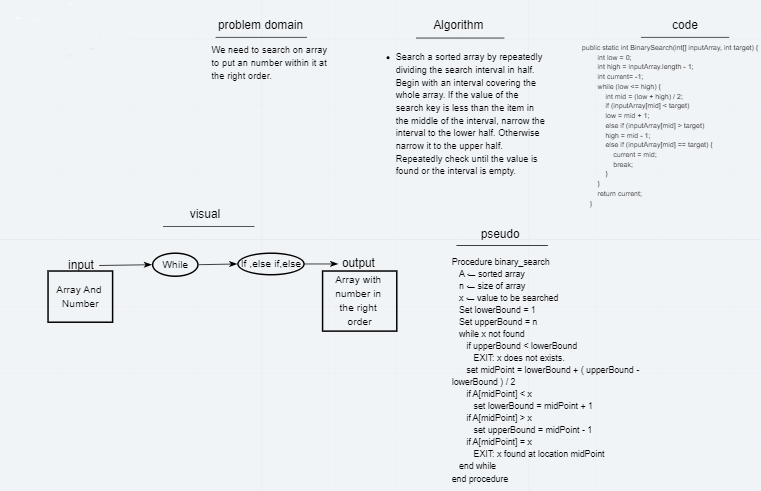 problem domain
We need to search on array
to put an number within it at
the right order.
Algorithm
• Search a sorted array by repeatedly
dividing the search interval in half.
Begin with an interval covering the
whole array. If the value of the
search key is less than the item in
the middle of the interval, narrow the
interval to the lower half. Otherwise
narrow it to the upper half.
Repeatedly check until the value is
found or the interval is empty.
code
public static int BinarySearch(int[] inputArray, int target) {
int low = 0;
int high = inputArray.length - 1;
int current= -1;
while (low <= high) {
int mid = (low + high) / 2;
if (inputArray[mid] < target)
low = mid + 1;
else if (inputArray[mid] > target)
high = mid - 1;
else if (inputArray[mid] == target) {
current = mid;
break;
}
}
return current;
}
visual
input
While
If .else if,else
output
Array And
Number
Array with
number in
the right
order
pseudo
Procedure binary_search
A ← sorted array
n ← size of array
x ← value to be searched
Set lowerBound = 1
Set upperBound = n
while x not found
if upperBound < lowerBound
EXIT: x does not exists.
set midPoint = lowerBound + ( upperBound -
lowerBound ) / 2
if A[midPoint] < x
set lowerBound = midPoint + 1
if A[midPoint] > x
set upperBound = midPoint - 1
if A[midPoint] = x
EXIT: x found at location midPoint
end while
end procedure